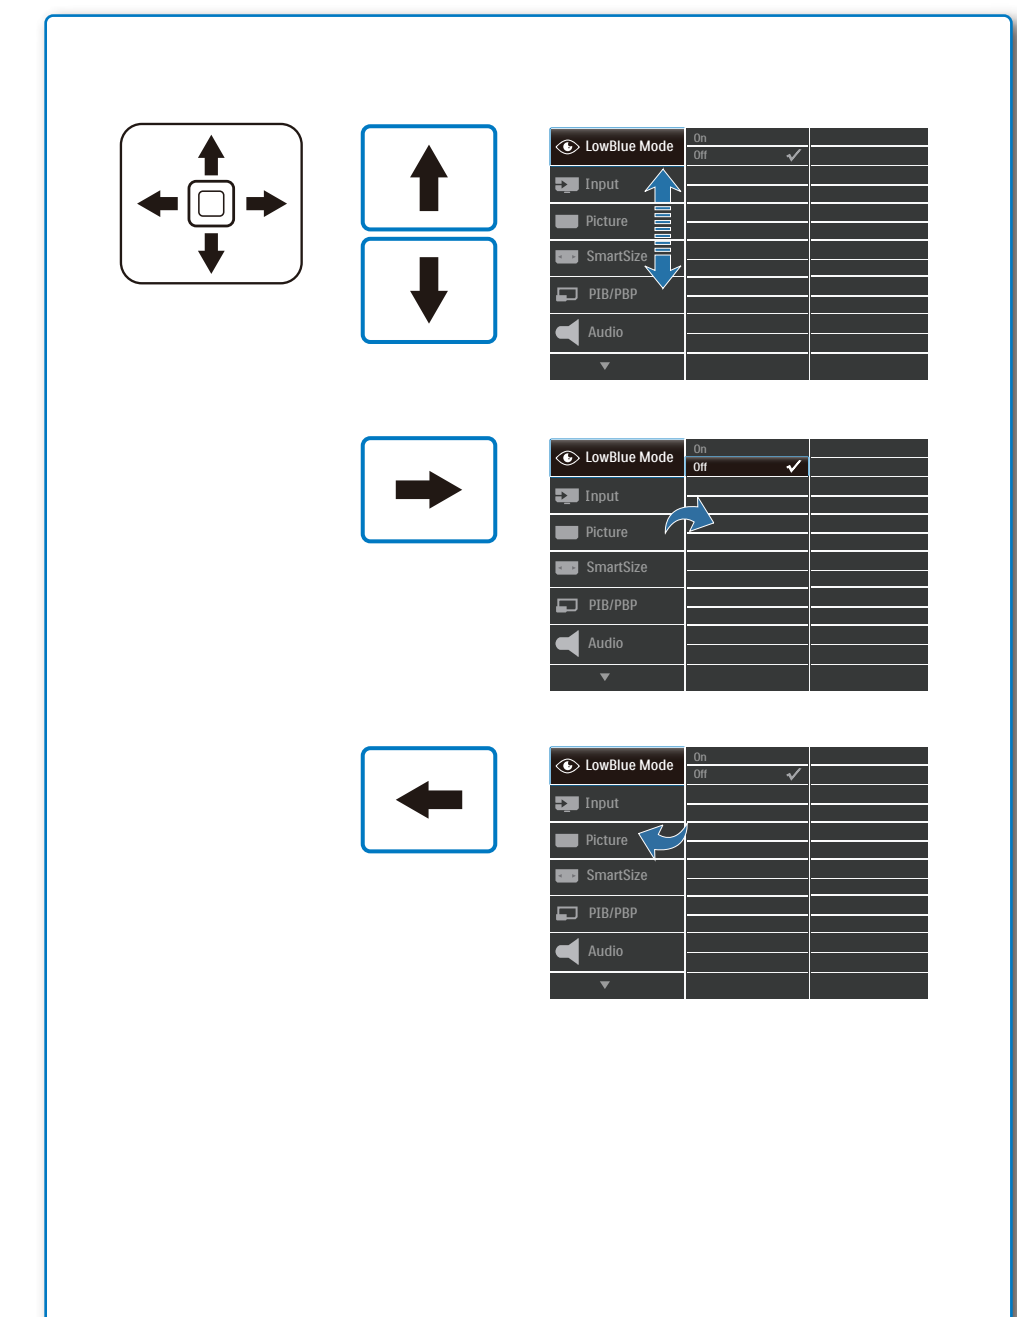 LowBlue Mode
On
Off
Input
Picture
SmartSize
PIB/PBP
Audio
LowBlue Mode
On
Off
Input
Picture
SmartSize
PIB/PBP
Audio
LowBlue Mode
On
Off
Input
Picture
SmartSize
PIB/PBP
Audio